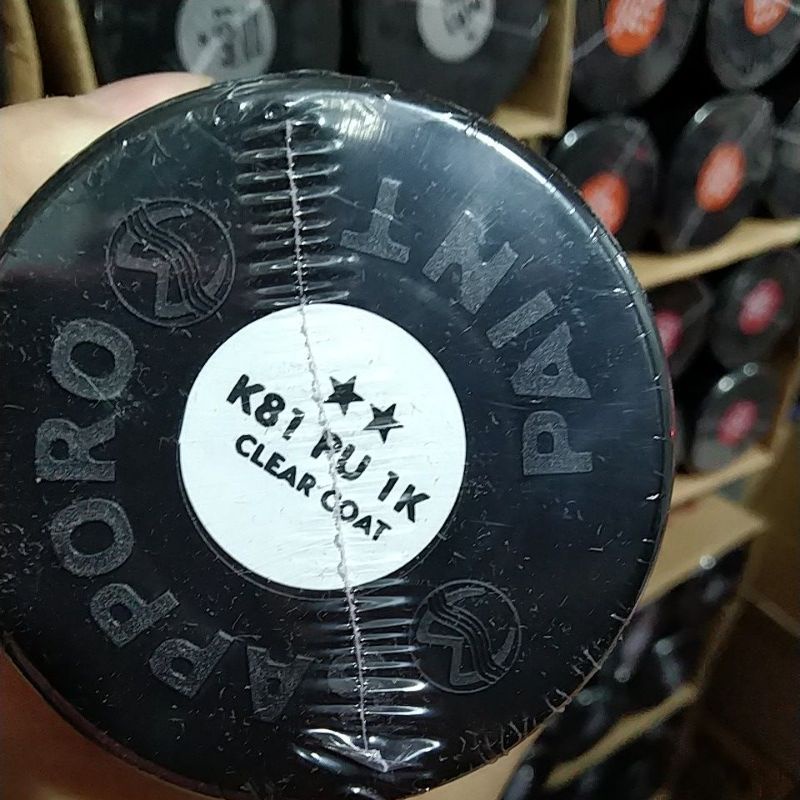 SAPPORO
PAINT
★★
K81 PU 1K
CLEAR COAT